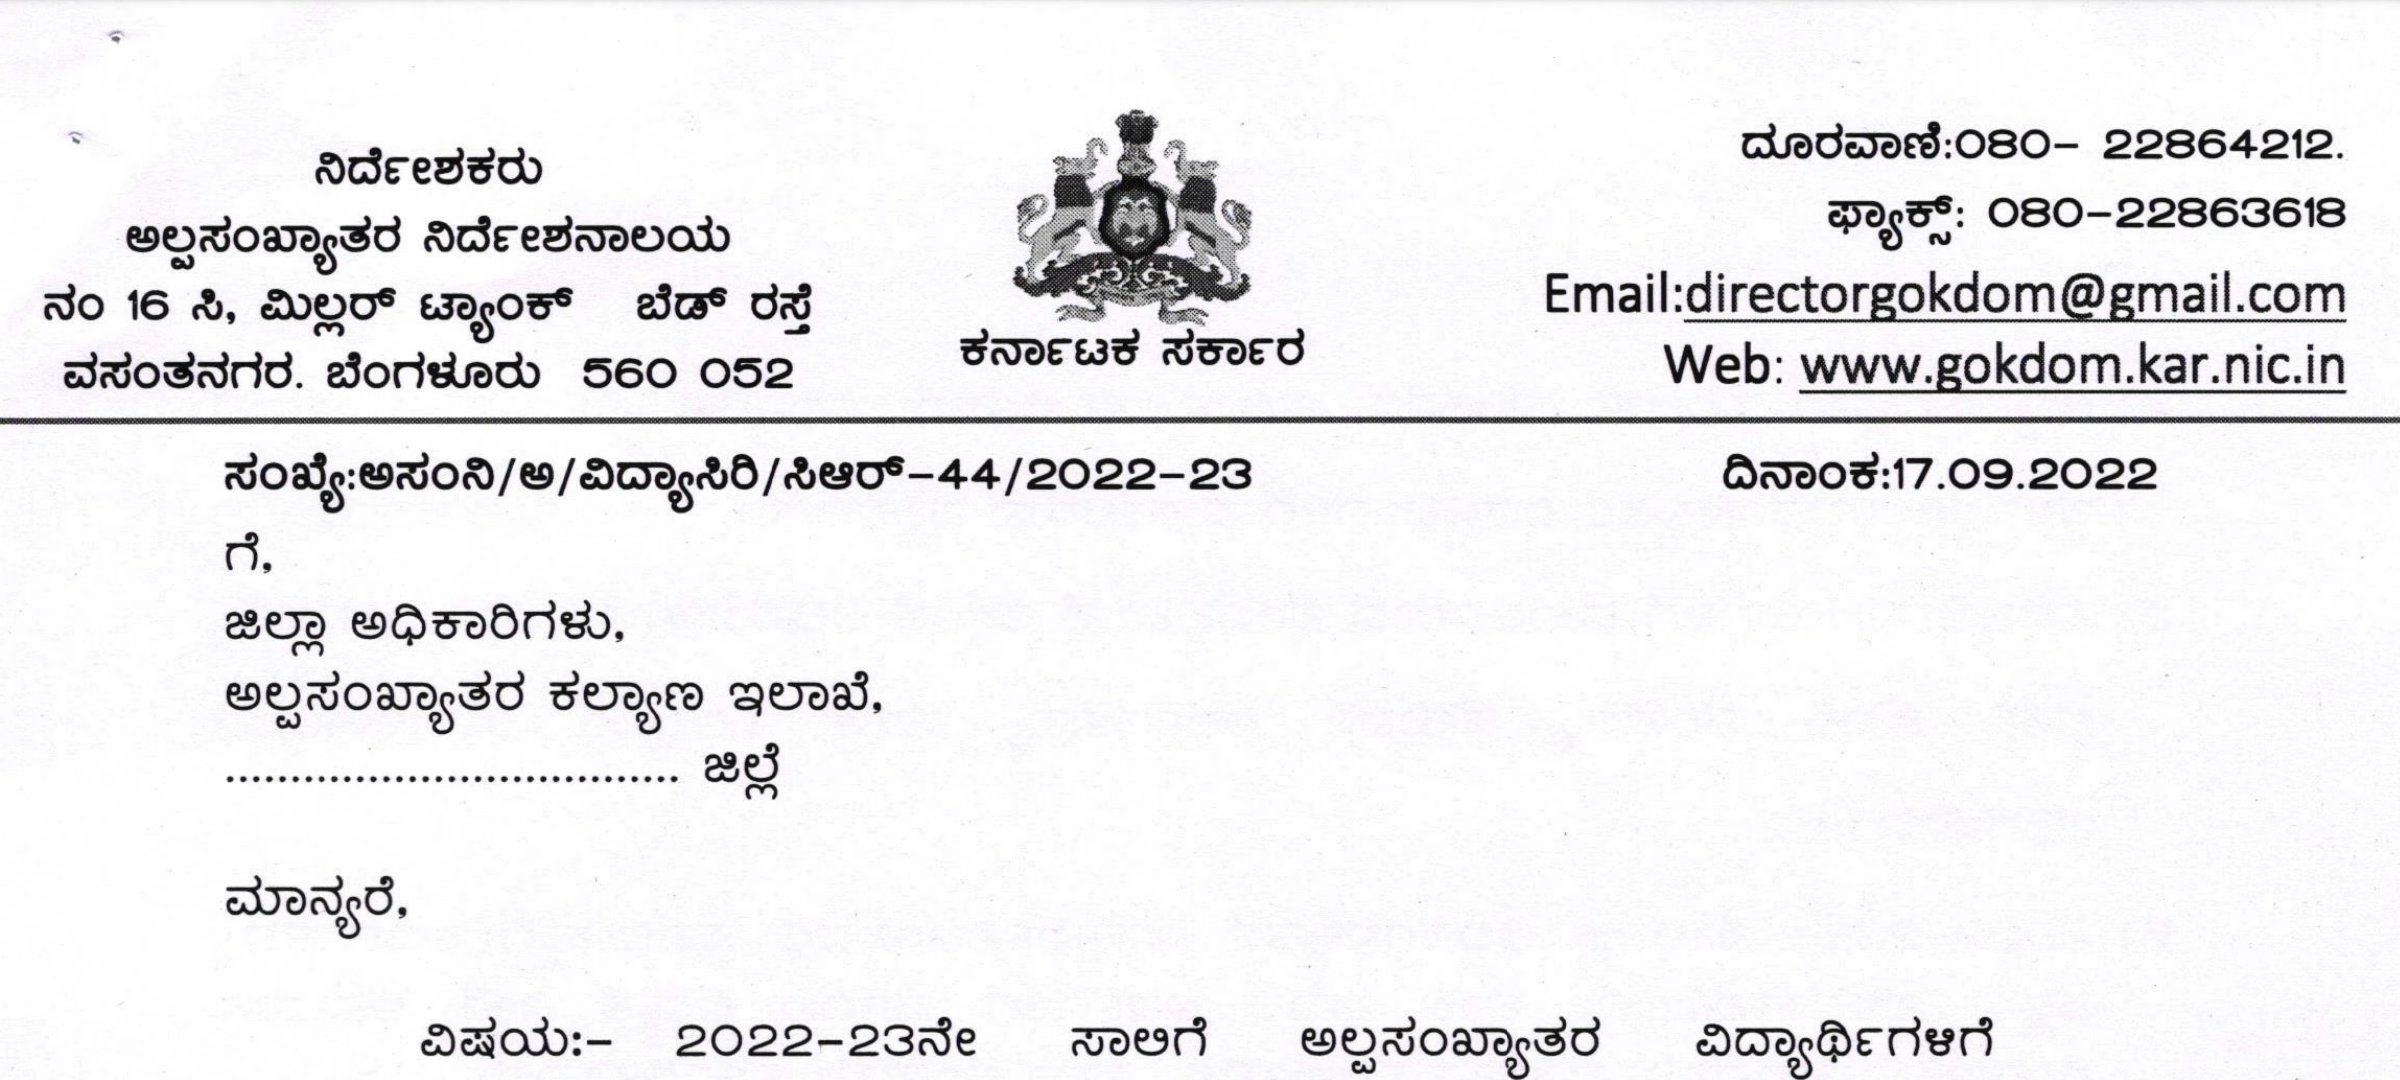 ನಿರ್ದೇಶಕರು
ಅಲ್ಪಸಂಖ್ಯಾತರ ನಿರ್ದೇಶನಾಲಯ
ನಂ 16 ಸಿ, ಮಿಲ್ಲರ್ ಟ್ಯಾಂಕ್ ಬೆಡ್ ರಸ್ತೆ
ವಸಂತನಗರ. ಬೆಂಗಳೂರು 560 052
ಕರ್ನಾಟಕ ಸರ್ಕಾರ
ದೂರವಾಣಿ:080- 22864212.
ಫ್ಯಾಕ್ಸ್: 080-22863618
Email:directorgokdom@gmail.com
Web: www.gokdom.kar.nic.in
ಸಂಖ್ಯೆ:ಅಸಂನಿ/ಅ/ವಿದ್ಯಾಸಿರಿ/ಸಿಆರ್-44/2022-23 ದಿನಾಂಕ:17.09.2022
ಗೆ,
ಜಿಲ್ಲಾ ಅಧಿಕಾರಿಗಳು,
ಅಲ್ಪಸಂಖ್ಯಾತರ ಕಲ್ಯಾಣ ಇಲಾಖೆ,
................................... ಜಿಲ್ಲೆ
ಮಾನ್ಯರೆ,
ವಿಷಯ:- 2022-23ನೇ ಸಾಲಿಗೆ ಅಲ್ಪಸಂಖ್ಯಾತರ ವಿದ್ಯಾರ್ಥಿಗಳಿಗೆ